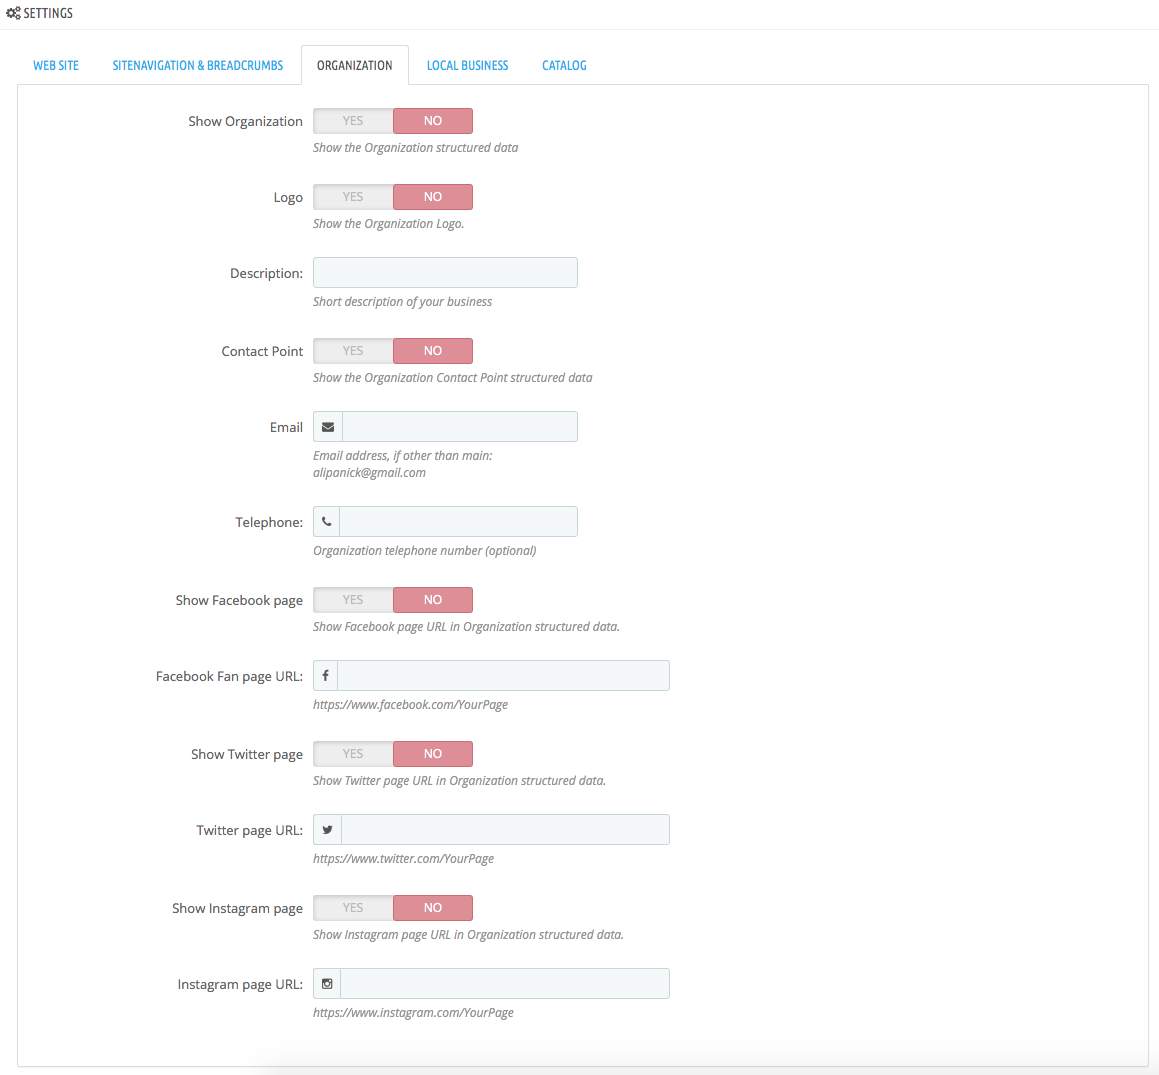 SETTINGS
WEB SITE SITENAVIGATION & BREADCRUMBS ORGANIZATION LOCAL BUSINESS CATALOG
Show Organization YES NO
Show the Organization structured data
Logo YES NO
Show the Organization Logo.
Description:
Short description of your business
Contact Point YES NO
Show the Organization Contact Point structured data
Email
Email address, if other than main:
alipanick@gmail.com
Telephone:
Organization telephone number (optional)
Show Facebook page YES NO
Show Facebook page URL in Organization structured data.
Facebook Fan page URL:
https://www.facebook.com/YourPage
Show Twitter page YES NO
Show Twitter page URL in Organization structured data.
Twitter page URL:
https://www.twitter.com/YourPage
Show Instagram page YES NO
Show Instagram page URL in Organization structured data.
Instagram page URL:
https://www.instagram.com/YourPage